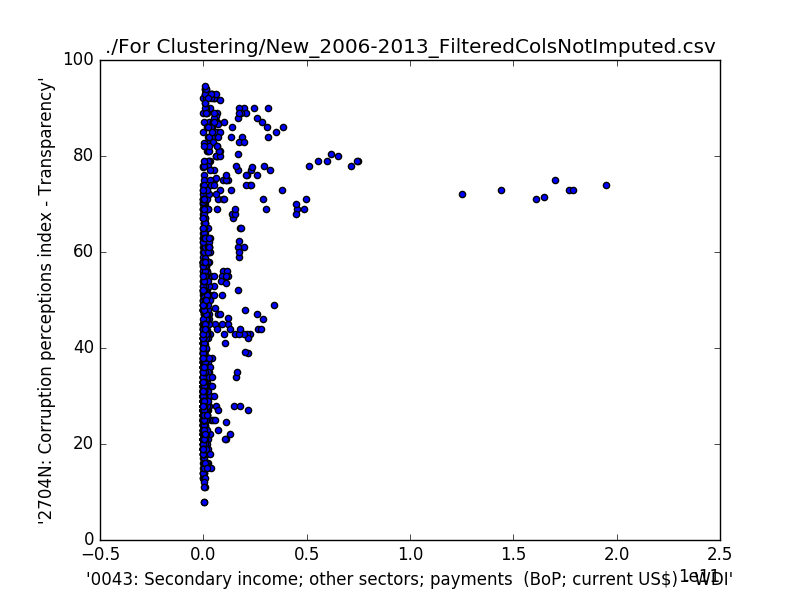 ./For Clustering/New_2006-2013_FilteredColsNotImputed.csv
100
80
60
40
20
0
'2704N: Corruption perceptions index - Transparency'
−0.5 0.0 0.5 1.0 1.5 2.0 2.5
1e11
'0043: Secondary income; other sectors; payments (BoP; current US$) - WDI'